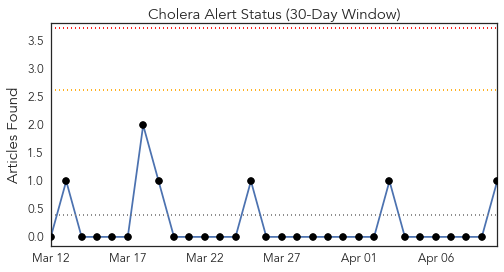 Cholera Alert Status (30-Day Window)
Articles Found
3.5
3.0
2.5
2.0
1.5
1.0
0.5
0.0
Mar 12 Mar 17 Mar 22 Mar 27 Apr 01 Apr 06